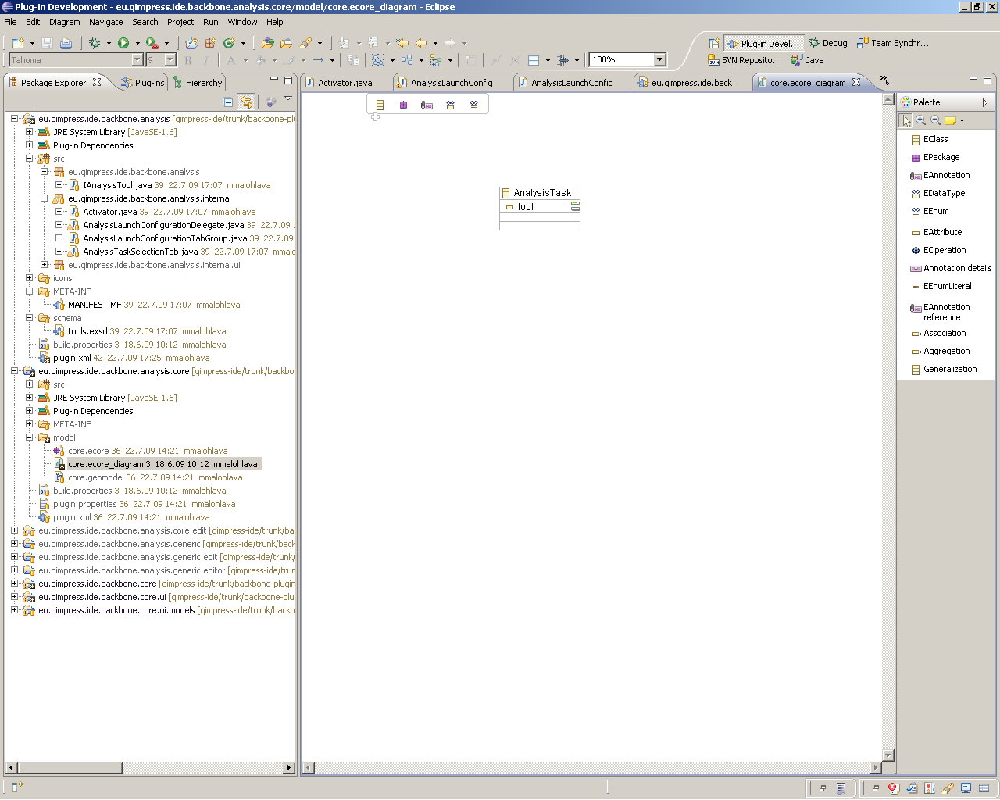 Plug-in Development - eu.qimpress.ide.backbone.analysis.core/model/core.ecore_diagram - Eclipse
File Edit Diagram Navigate Search Project Run Window Help
Plug-in Devel... Debug Team Synchr...
Tahoma 9 B I A 100% SVN Reposito... Java
Package Explorer Plug-ins Hierarchy
Activator.java AnalysisLaunchConfig AnalysisLaunchConfig eu.qimpress.ide.back core.ecore_diagram »6
eu.qimpress.ide.backbone.analysis [qimpress-ide/trunk/backbone-plu
JRE System Library [JavaSE-1.6]
Plug-in Dependencies
src
eu.qimpress.ide.backbone.analysis
IAnalysisTool.java 39 22.7.09 17:07 mmalohlava
eu.qimpress.ide.backbone.analysis.internal
Activator.java 39 22.7.09 17:07 mmalohlava
AnalysisLaunchConfigurationDelegate.java 39 22.7.09 1
AnalysisLaunchConfigurationTabGroup.java 39 22.7.09
AnalysisTaskSelectionTab.java 39 22.7.09 17:07 mmalo
eu.qimpress.ide.backbone.analysis.internal.ui
icons
META-INF
MANIFEST.MF 39 22.7.09 17:07 mmalohlava
schema
tools.exsd 39 22.7.09 17:07 mmalohlava
build.properties 3 18.6.09 10:12 mmalohlava
plugin.xml 42 22.7.09 17:25 mmalohlava
eu.qimpress.ide.backbone.analysis.core [qimpress-ide/trunk/backbon
src
JRE System Library [JavaSE-1.6]
Plug-in Dependencies
META-INF
model
core.ecore 36 22.7.09 14:21 mmalohlava
core.ecore_diagram 3 18.6.09 10:12 mmalohlava
core.genmodel 36 22.7.09 14:21 mmalohlava
build.properties 3 18.6.09 10:12 mmalohlava
plugin.properties 36 22.7.09 14:21 mmalohlava
plugin.xml 36 22.7.09 14:21 mmalohlava
eu.qimpress.ide.backbone.analysis.core.edit [qimpress-ide/trunk/
eu.qimpress.ide.backbone.analysis.generic [qimpress-ide/trunk/back
eu.qimpress.ide.backbone.analysis.generic.edit [qimpress-ide/trunk/
eu.qimpress.ide.backbone.analysis.generic.editor [qimpress-ide/trun
eu.qimpress.ide.backbone.core [qimpress-ide/trunk/backbone-plugin
eu.qimpress.ide.backbone.core.ui [qimpress-ide/trunk/backbone-plu
eu.qimpress.ide.backbone.core.ui.models [qimpress-ide/trunk/backb
AnalysisTask
tool
Palette
EClass
EPackage
EAnnotation
EDataType
EEnum
EAttribute
EOperation
Annotation details
EEnumLiteral
EAnnotation
reference
Association
Aggregation
Generalization